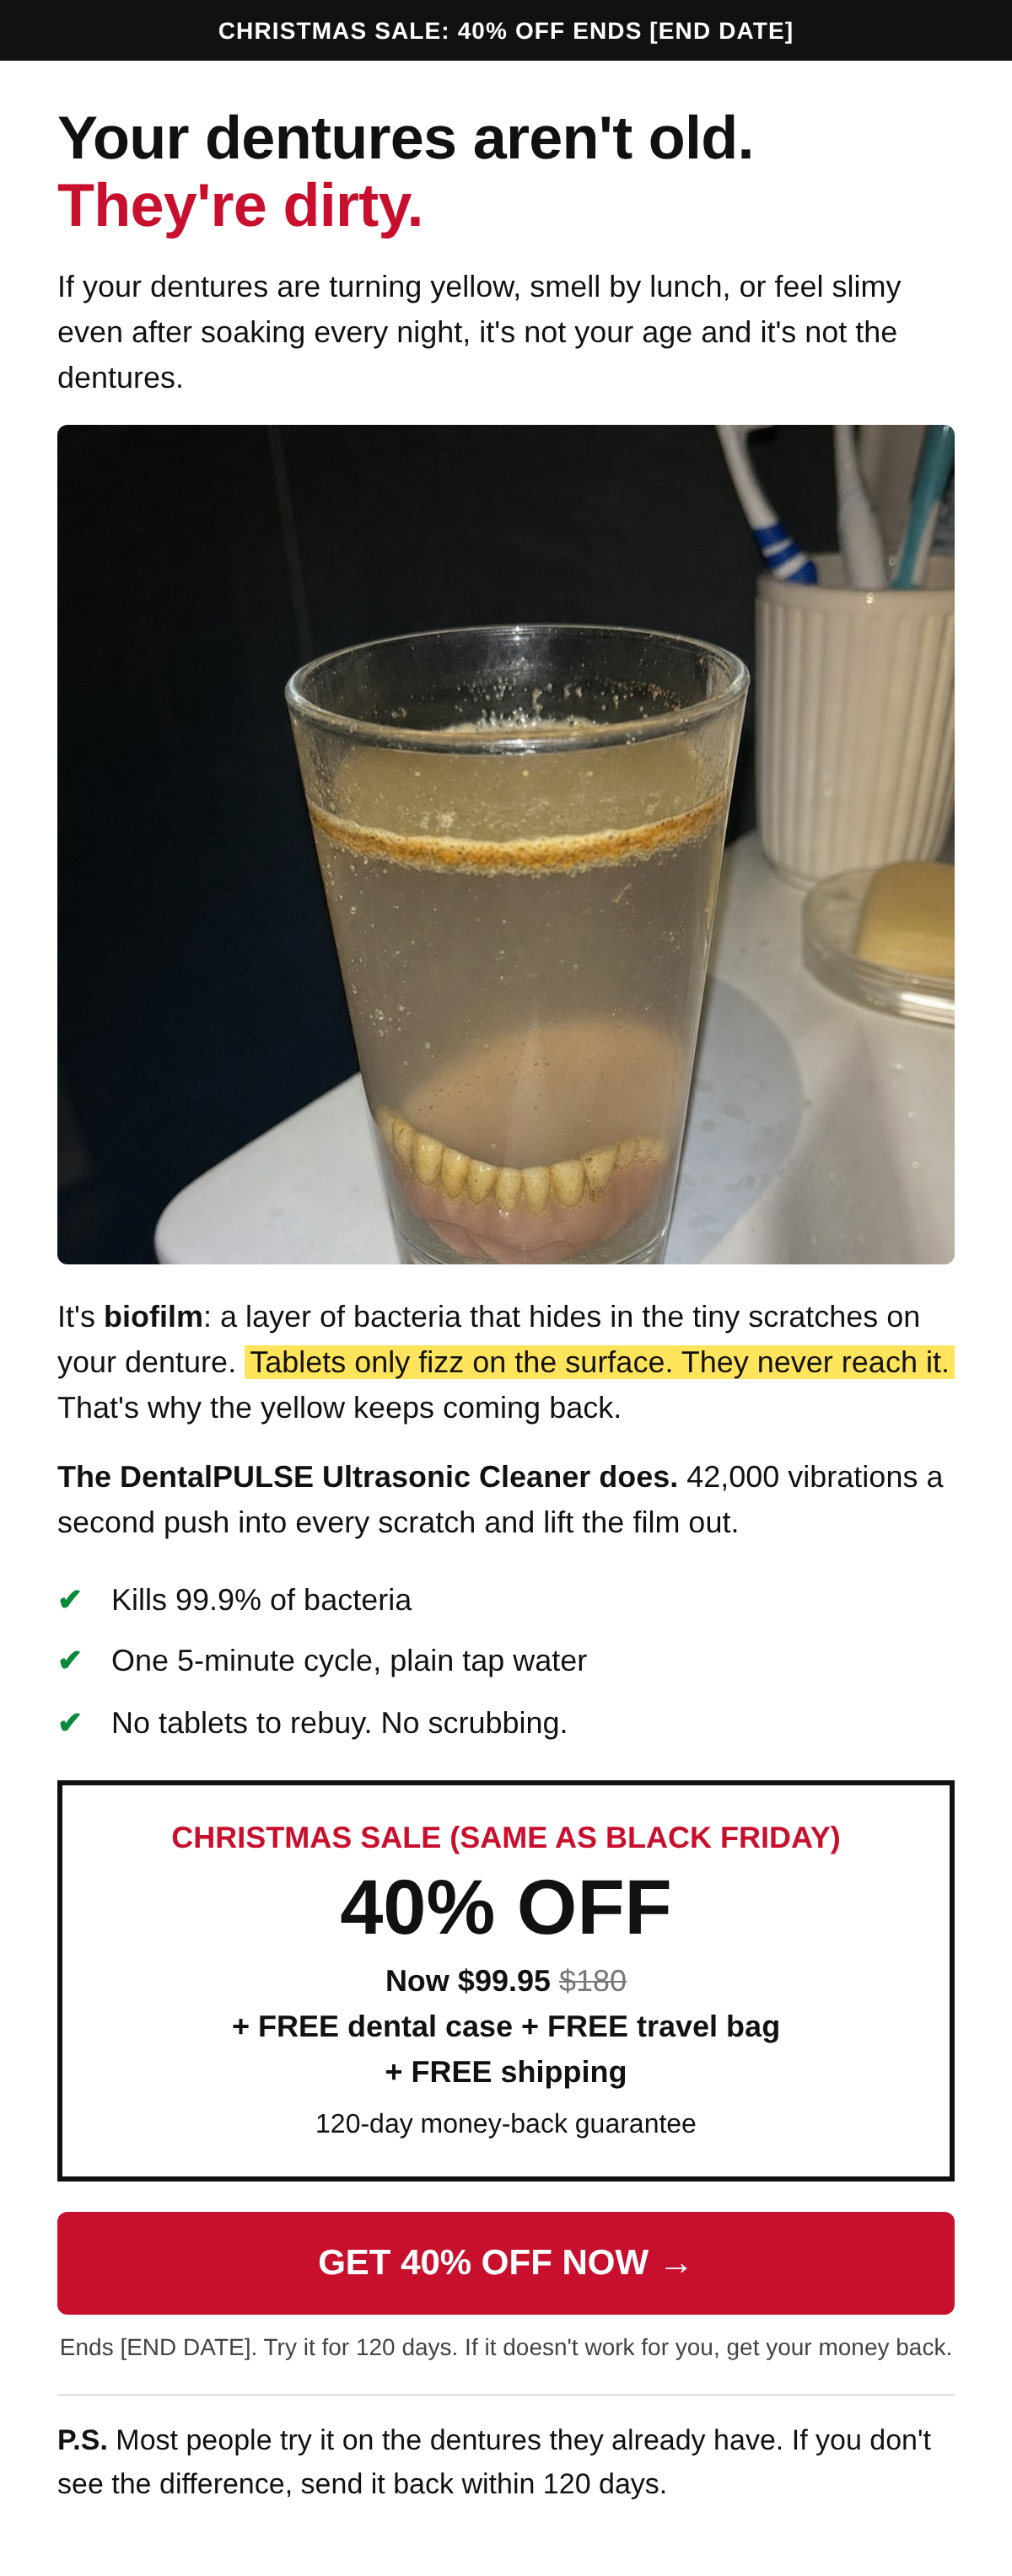 CHRISTMAS SALE: 40% OFF ENDS [END DATE]
Your dentures aren't old.
They're dirty.
If your dentures are turning yellow, smell by lunch, or feel slimy
even after soaking every night, it's not your age and it's not the
dentures.
It's biofilm: a layer of bacteria that hides in the tiny scratches on
your denture. Tablets only fizz on the surface. They never reach it.
That's why the yellow keeps coming back.
The DentalPULSE Ultrasonic Cleaner does. 42,000 vibrations a
second push into every scratch and lift the film out.
✔ Kills 99.9% of bacteria
✔ One 5-minute cycle, plain tap water
✔ No tablets to rebuy. No scrubbing.
CHRISTMAS SALE (SAME AS BLACK FRIDAY)
40% OFF
Now $99.95 $180
+ FREE dental case + FREE travel bag
+ FREE shipping
120-day money-back guarantee
GET 40% OFF NOW →
Ends [END DATE]. Try it for 120 days. If it doesn't work for you, get your money back.
P.S. Most people try it on the dentures they already have. If you don't
see the difference, send it back within 120 days.